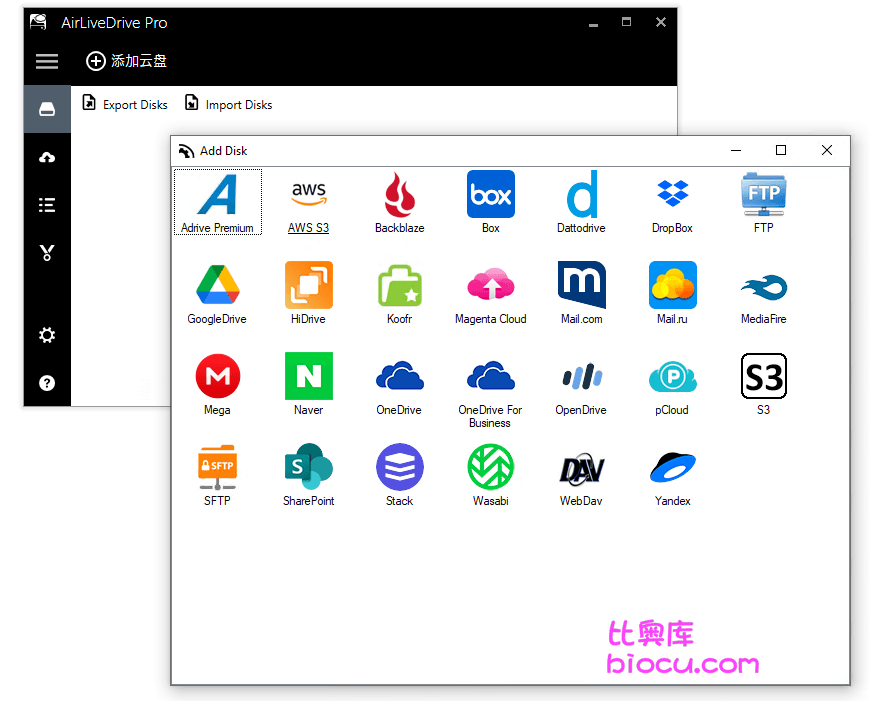 AirLiveDrive Pro
添加云盘
Export Disks Import Disks
Add Disk
aws box d FTP
Adrive Premium AWS S3 Backblaze Box Dattodrive DropBox FTP
m
GoogleDrive HiDrive Koofr Magenta Cloud Mail.com Mail.ru MediaFire
M N P S3
Mega Naver OneDrive OneDrive For Business OpenDrive pCloud S3
SFTP S DAV
SFTP SharePoint Stack Wasabi WebDav Yandex
比奥库
biocu.com